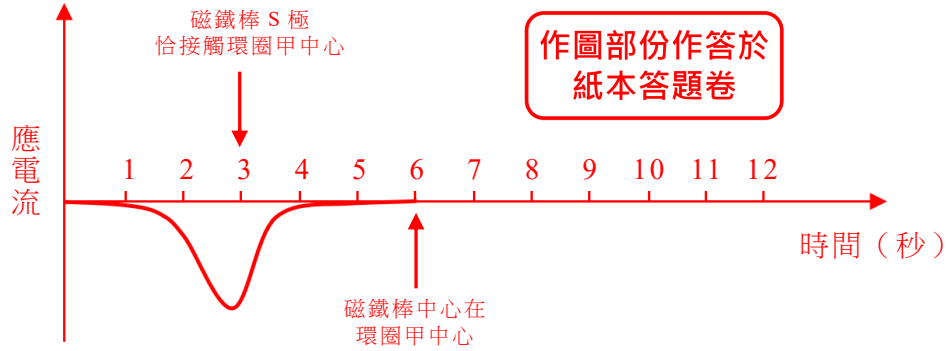 磁鐵棒 S 極
恰接觸環圈甲中心
作圖部份作答於
紙本答題卷
應電流
1 2 3 4 5 6 7 8 9 10 11 12
時間（秒）
磁鐵棒中心在
環圈甲中心